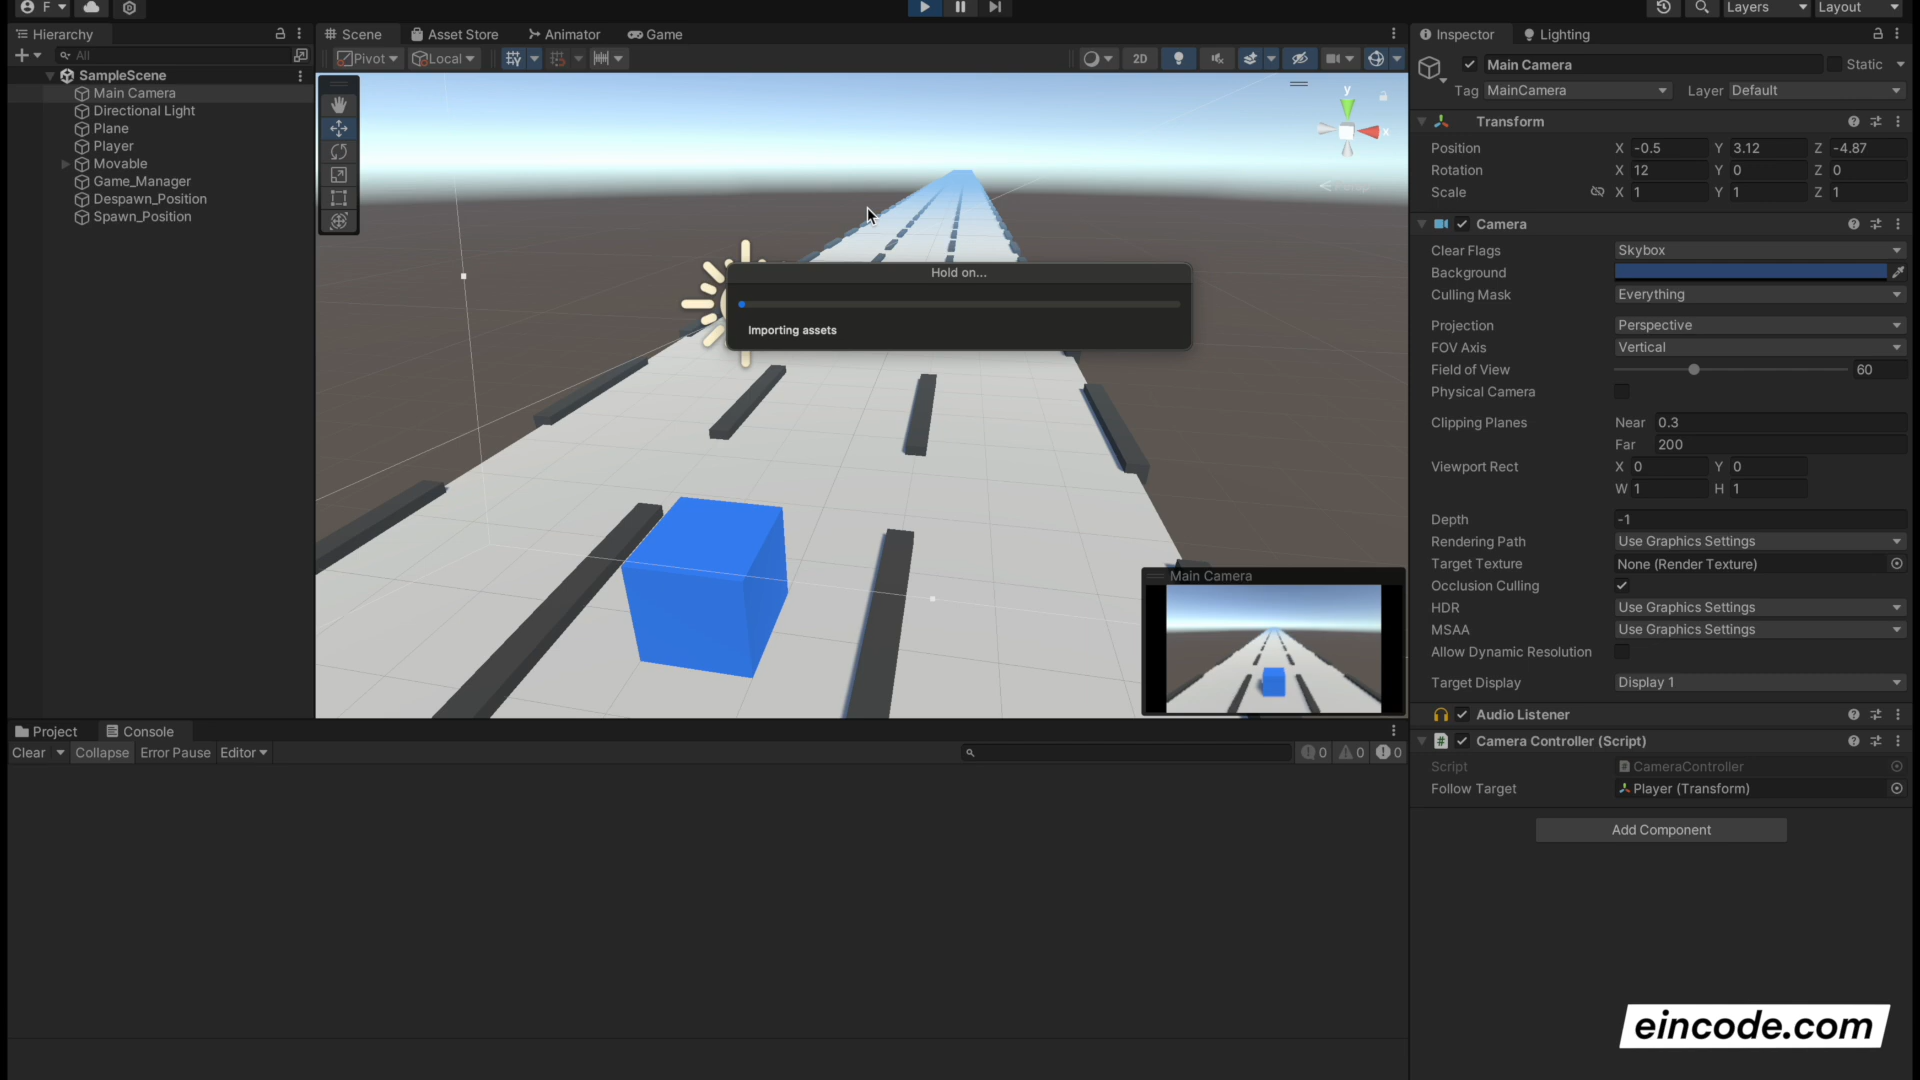 F
Layers
Layout
Hierarchy
Scene
Asset Store
Animator
Game
Inspector
Lighting
All
Pivot
Local
2D
Main Camera
Static
SampleScene
Main Camera
Tag MainCamera
Layer Default
Directional Light
Transform
Plane
Player
Position X -0.5 Y 3.12 Z -4.87
Movable
Rotation X 12 Y 0 Z 0
Game_Manager
Scale X 1 Y 1 Z 1
Despawn_Position
Spawn_Position
y
x
Camera
Clear Flags Skybox
Background
Culling Mask Everything
Hold on...
Importing assets
Projection Perspective
FOV Axis Vertical
Field of View 60
Physical Camera
Clipping Planes Near 0.3
Far 200
Viewport Rect X 0 Y 0
W 1 H 1
Depth -1
Rendering Path Use Graphics Settings
Target Texture None (Render Texture)
Main Camera
Occlusion Culling
HDR Use Graphics Settings
MSAA Use Graphics Settings
Allow Dynamic Resolution
Target Display Display 1
Audio Listener
Camera Controller (Script)
Script CameraController
Follow Target Player (Transform)
Add Component
Project
Console
Clear
Collapse
Error Pause
Editor
0
0
0
eincode.com